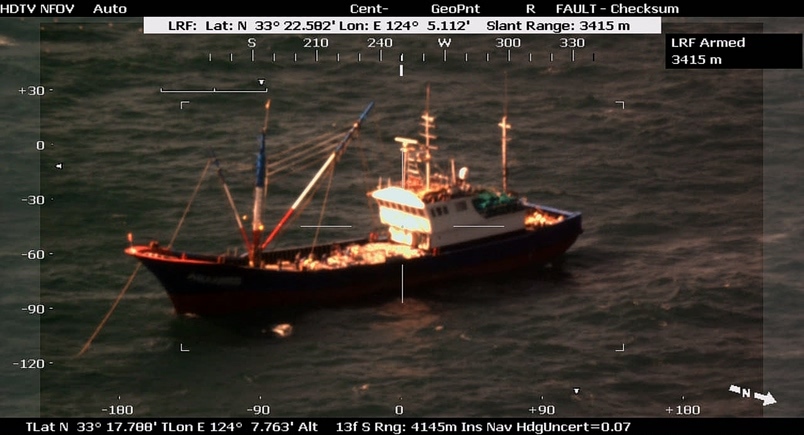 HDTV NFOV Auto Cent- GeoPnt R FAULT - Checksum
LRF: Lat: N 33° 22.502' Lon: E 124° 5.112' Slant Range: 3415 m
LRF Armed
3415 m
S 210 240 W 300 330
+30
0
-30
-60
-90
-120
-180 -90 0 +90 +180
N
TLat N 33° 17.700' TLon E 124° 7.763' Alt 13f S Rng: 4145m Ins Nav HdgUncert=0.07